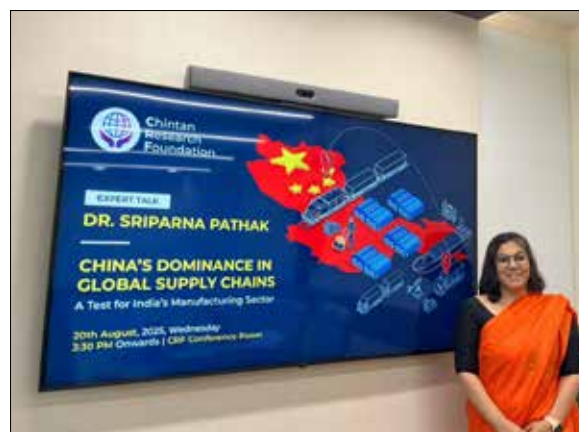 Chintan
Research
Foundation
EXPERT TALK
DR. SRIPARNA PATHAK
CHINA'S DOMINANCE IN
GLOBAL SUPPLY CHAINS
A Test for India's Manufacturing Sector
20th August, 2025, Wednesday
3:30 PM Onwards | CRF Conference Room